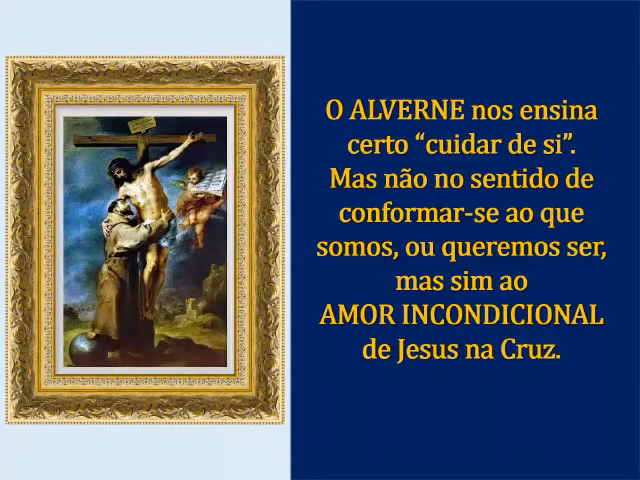 O ALVERNE nos ensina
certo “cuidar de si”.
Mas não no sentido de
conformar-se ao que
somos, ou queremos ser,
mas sim ao
AMOR INCONDICIONAL
de Jesus na Cruz.